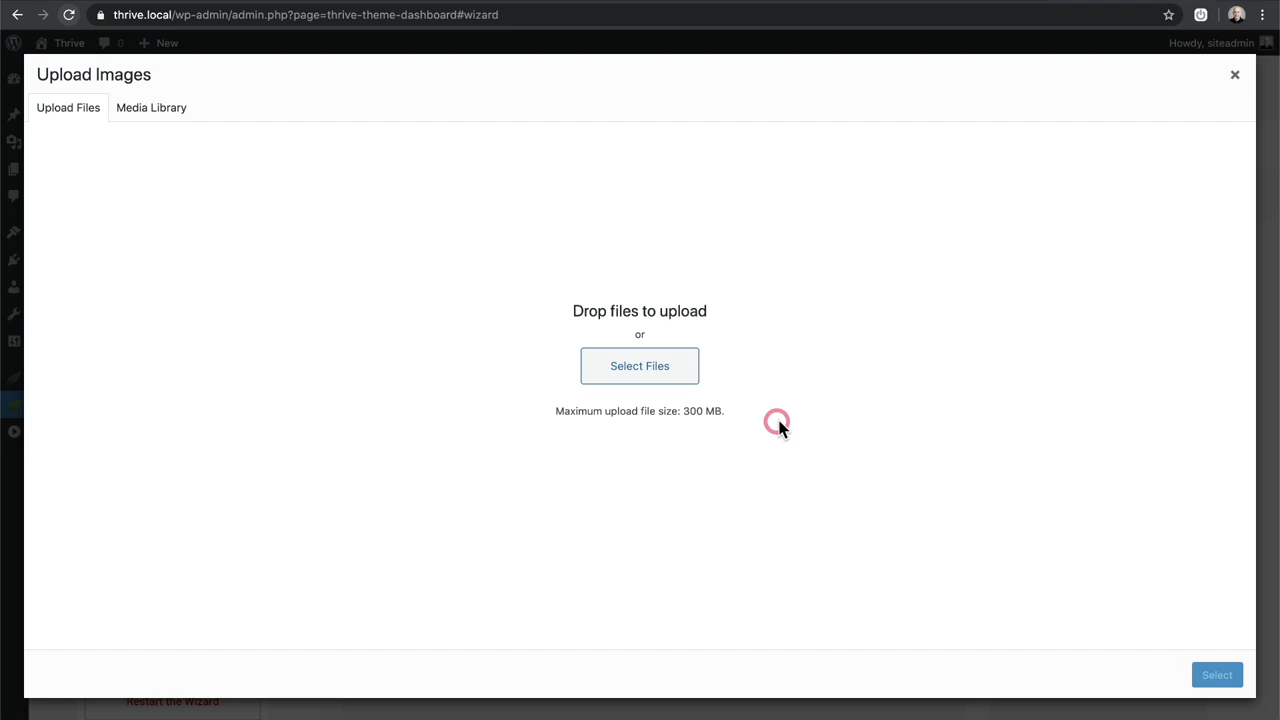 thrive.local/wp-admin/admin.php?page=thrive-theme-dashboard#wizard
Thrive 0 New Howdy, siteadmin
Upload Images
Upload Files Media Library
Drop files to upload
or
Select Files
Maximum upload file size: 300 MB.
Select
Restart the Wizard